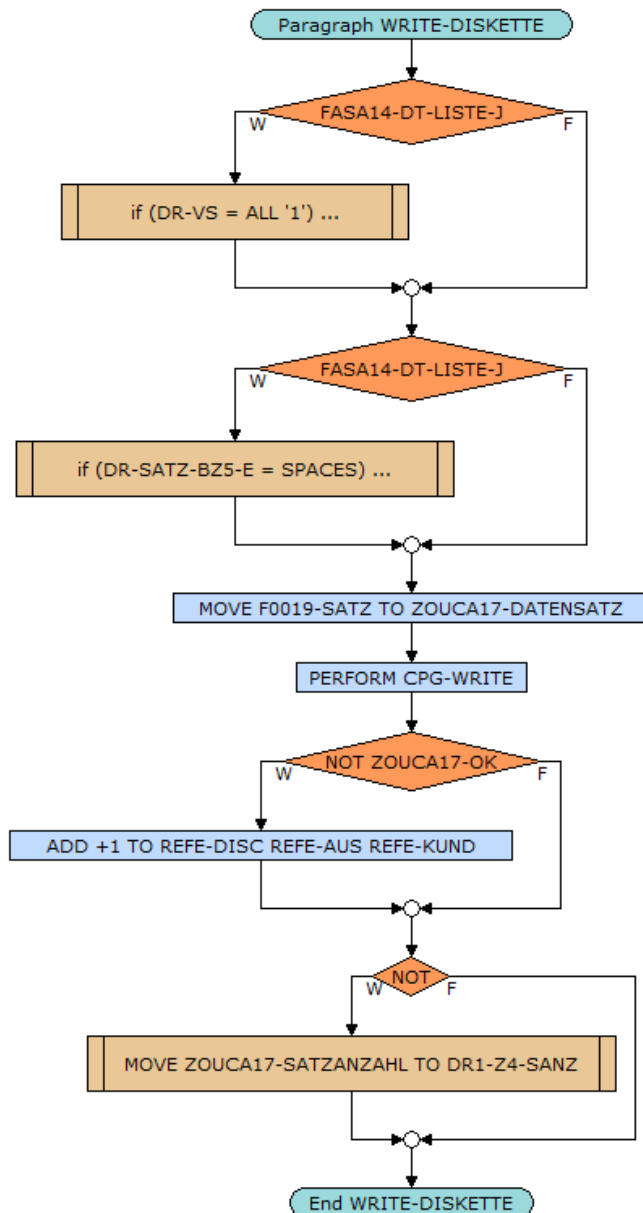 Paragraph WRITE-DISKETTE
FASA14-DT-LISTE-J
W
F
if (DR-VS = ALL '1') ...
FASA14-DT-LISTE-J
W
F
if (DR-SATZ-BZ5-E = SPACES) ...
MOVE F0019-SATZ TO ZOUCA17-DATENSATZ
PERFORM CPG-WRITE
NOT ZOUCA17-OK
W
F
ADD +1 TO REFE-DISC REFE-AUS REFE-KUND
NOT
W
F
MOVE ZOUCA17-SATZANZAHL TO DR1-Z4-SANZ
End WRITE-DISKETTE